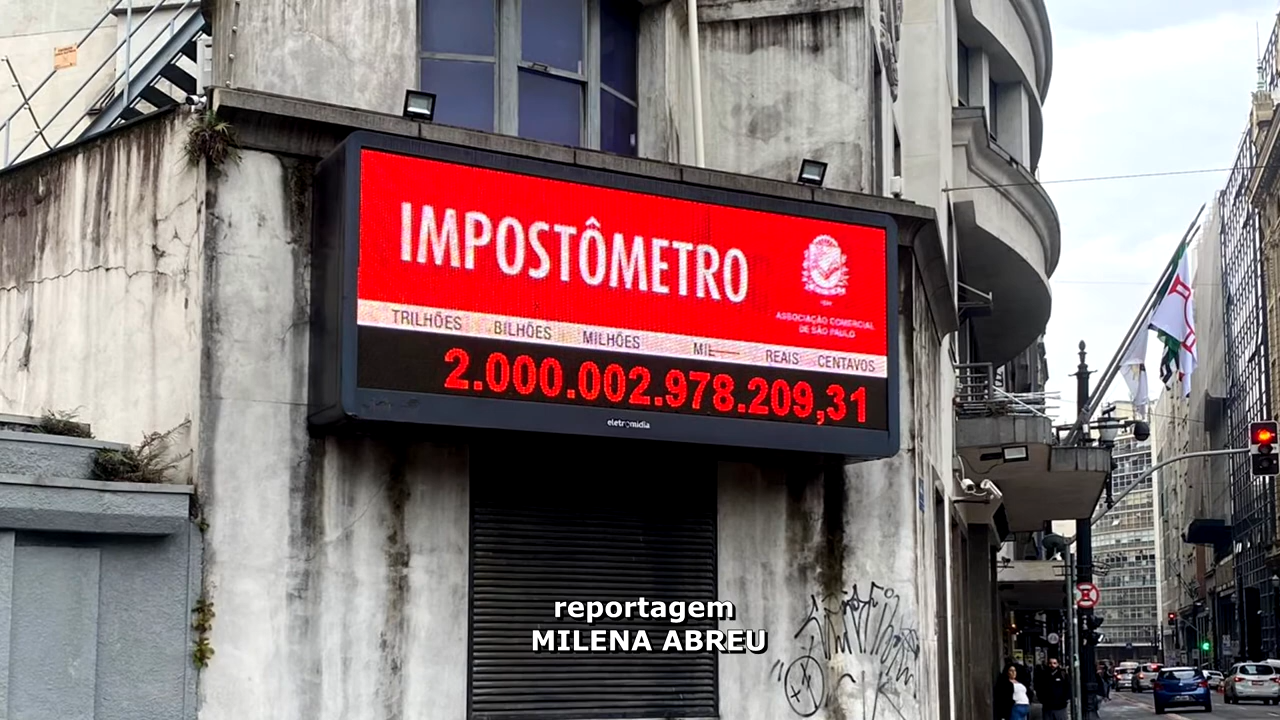 IMPOSTÔMETRO
ASSOCIAÇÃO COMERCIAL
DE SÃO PAULO
TRILHÕES BILHÕES MILHÕES MIL REAIS CENTAVOS
2.000.002.978.209,31
eletromidia
reportagem
MILENA ABREU